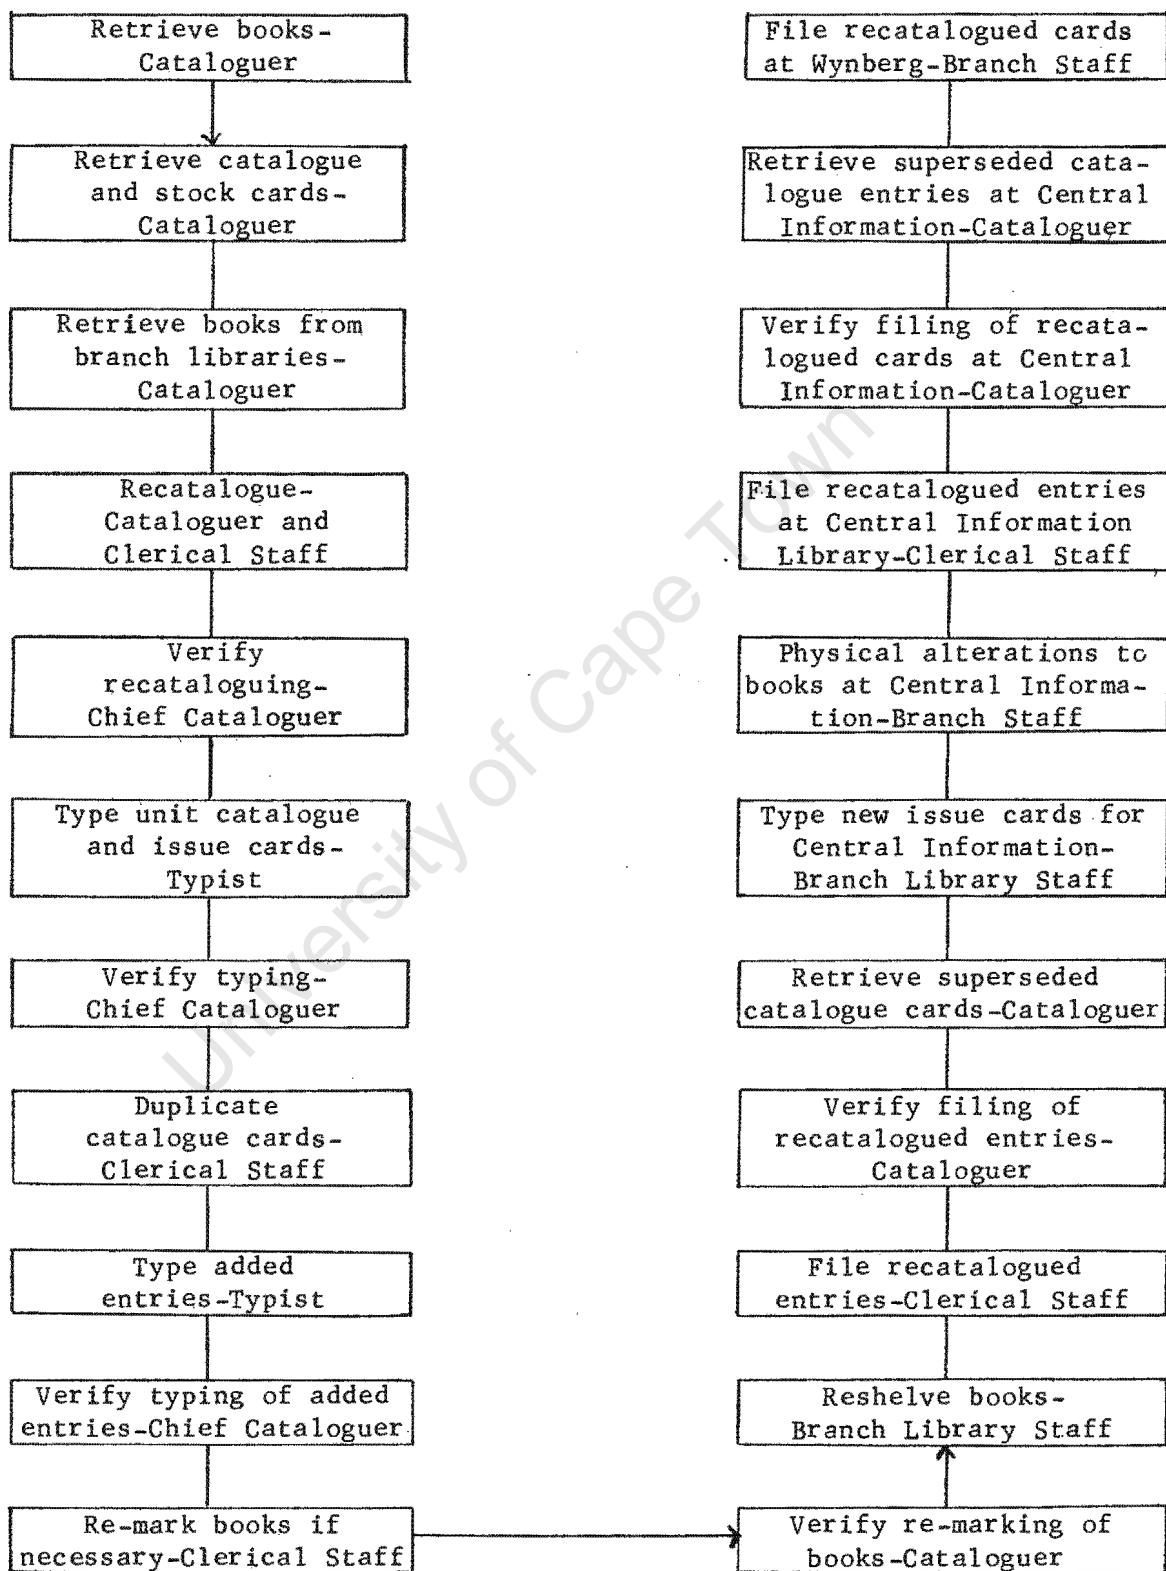 Retrieve books-
Cataloguer
Retrieve catalogue
and stock cards-
Cataloguer
Retrieve books from
branch libraries-
Cataloguer
Recatalogue-
Cataloguer and
Clerical Staff
Verify
recataloguing-
Chief Cataloguer
Type unit catalogue
and issue cards-
Typist
Verify typing-
Chief Cataloguer
Duplicate
catalogue cards-
Clerical Staff
Type added
entries-Typist
Verify typing of added
entries-Chief Cataloguer
Re-mark books if
necessary-Clerical Staff
File recatalogued cards
at Wynberg-Branch Staff
Retrieve superseded cata-
logue entries at Central
Information-Cataloguer
Verify filing of recata-
logued cards at Central
Information-Cataloguer
File recatalogued entries
at Central Information
Library-Clerical Staff
Physical alterations to
books at Central Informa-
tion-Branch Staff
Type new issue cards for
Central Information-
Branch Library Staff
Retrieve superseded
catalogue cards-Cataloguer
Verify filing of
recatalogued entries-
Cataloguer
File recatalogued
entries-Clerical Staff
Reshelve books-
Branch Library Staff
Verify re-marking of
books-Cataloguer
University of Cape Town